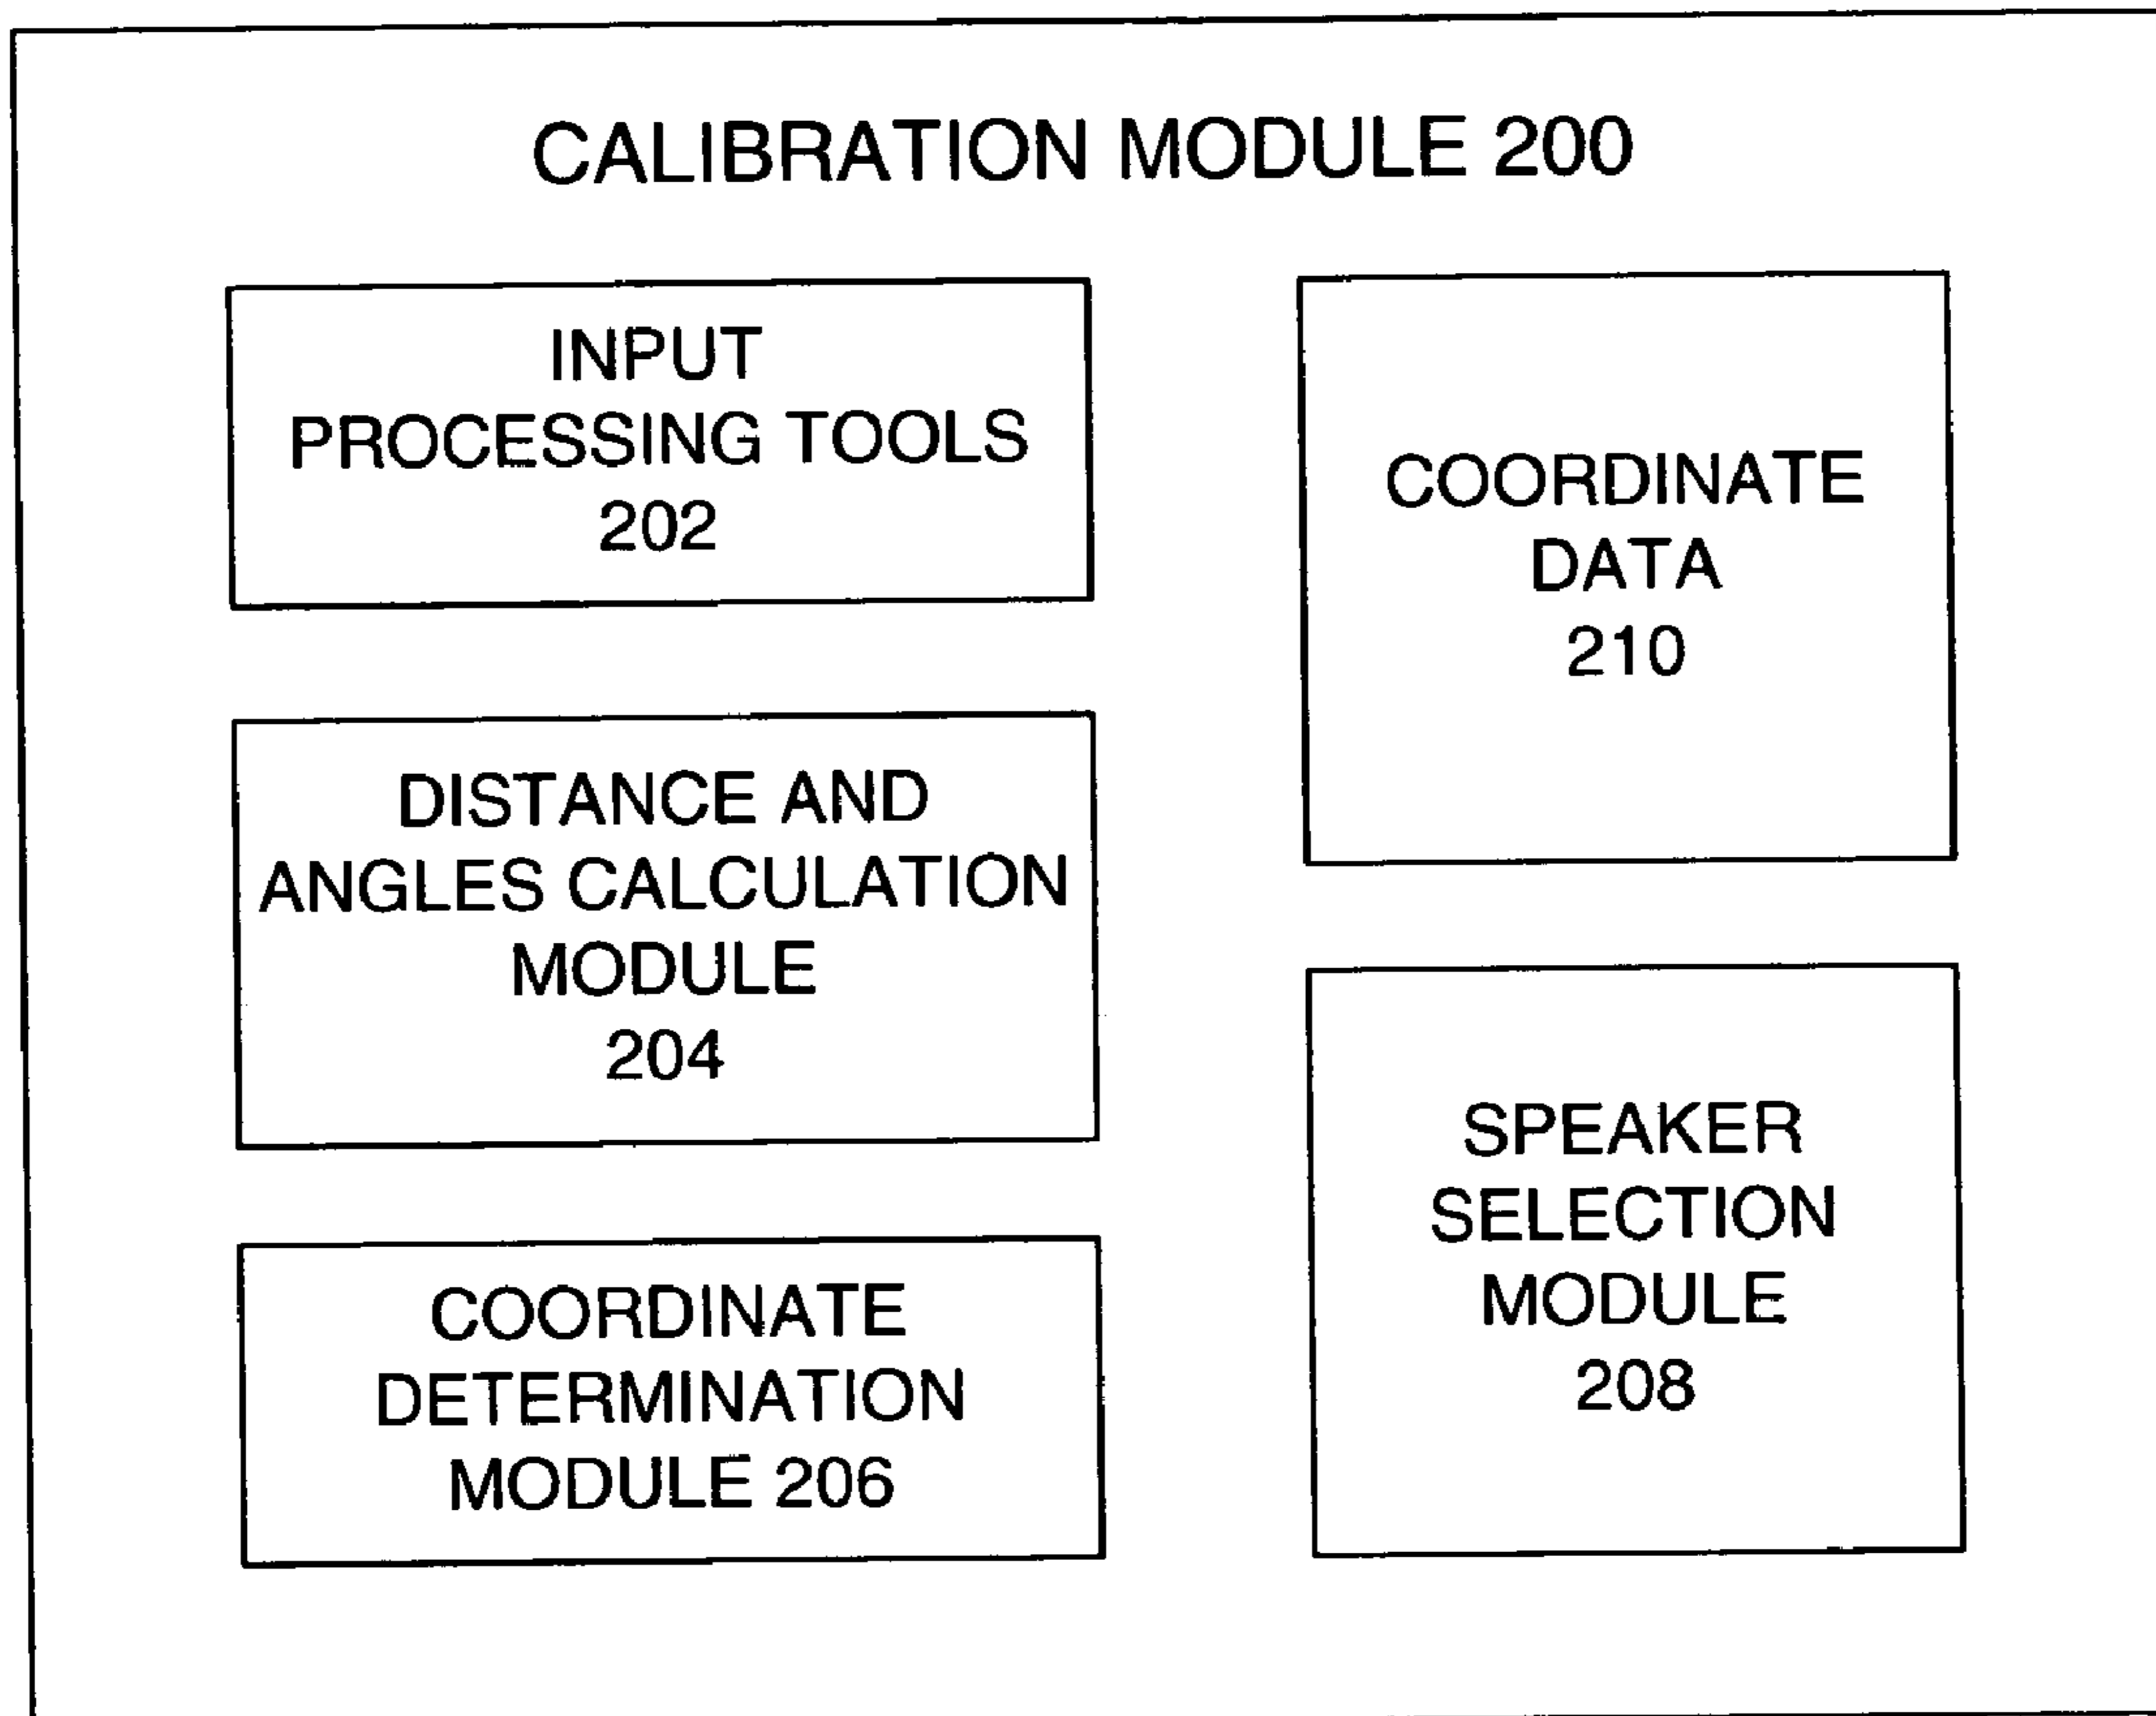 CALIBRATION MODULE 200
INPUT
PROCESSING TOOLS
202
DISTANCE AND
ANGLES CALCULATION
MODULE
204
COORDINATE
DETERMINATION
MODULE 206
COORDINATE
DATA
210
SPEAKER
SELECTION
MODULE
208